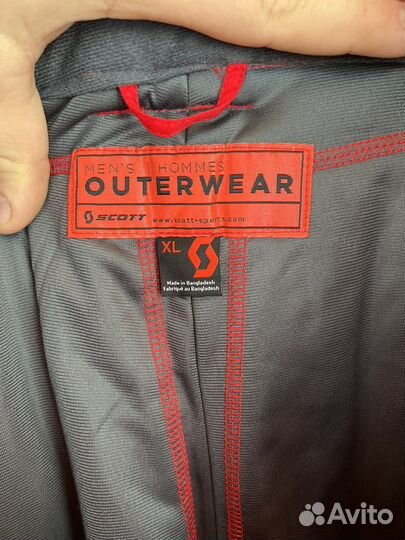 MEN'S | HOMMES
OUTERWEAR
SCOTT www.scott-sports.com
XL
Made in Bangladesh
Fabriqué au Bangladesh
Avito